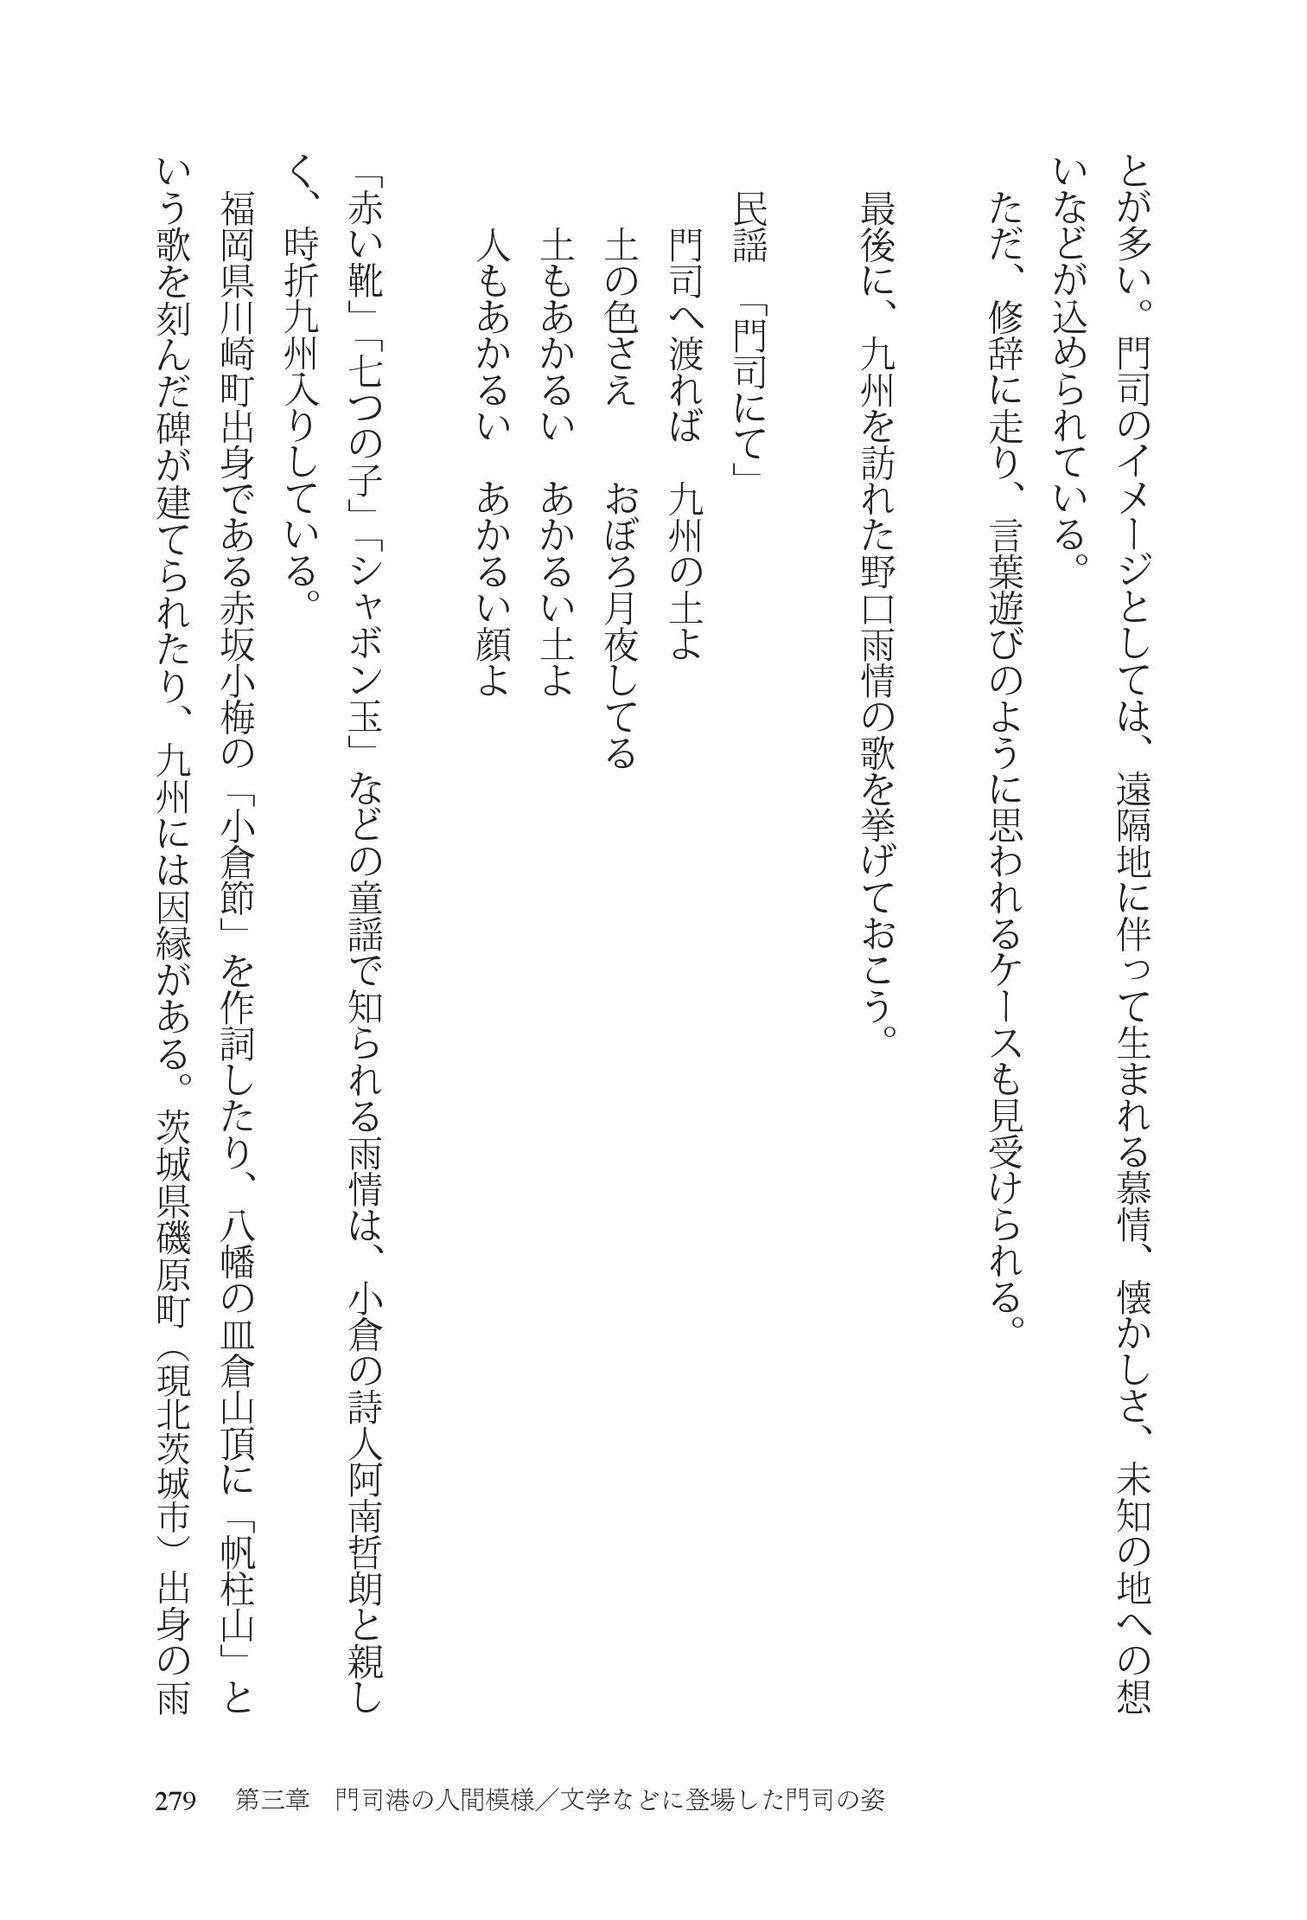 とが多い。門司のイメージとしては、遠隔地に伴って生まれる慕情、懐かしさ、未知の地への想
いなどが込められている。
　ただ、修辞に走り、言葉遊びのように思われるケースも見受けられる。
　最後に、九州を訪れた野口雨情の歌を挙げておこう。
　民謡　「門司にて」
　　門司へ渡れば　九州の土よ
　　土の色さえ　　おぼろ月夜してる
　　土もあかるい　あかるい土よ
　　人もあかるい　あかるい顔よ
「赤い靴」「七つの子」「シャボン玉」などの童謡で知られる雨情は、小倉の詩人阿南哲朗と親し
く、時折九州入りしている。
　福岡県川崎町出身である赤坂小梅の「小倉節」を作詞したり、八幡の皿倉山頂に「帆柱山」と
いう歌を刻んだ碑が建てられたり、九州には因縁がある。茨城県磯原町（現北茨城市）出身の雨
279　第三章　門司港の人間模様／文学などに登場した門司の姿